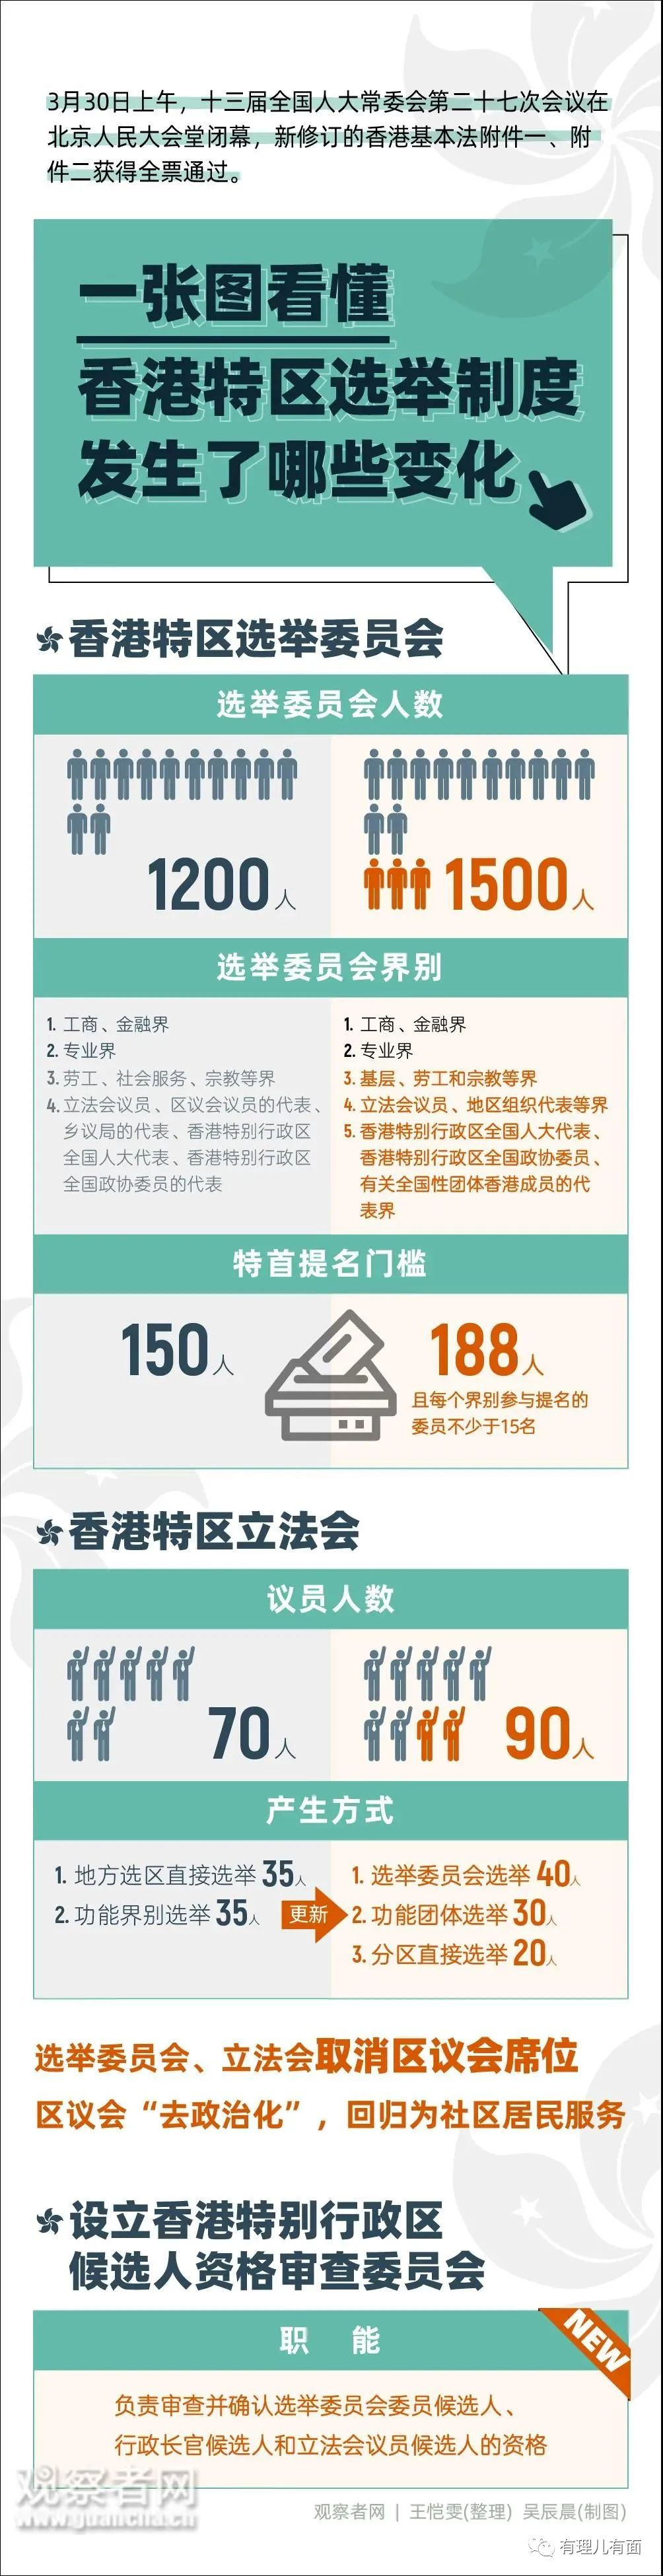 3月30日上午，十三届全国人大常委会第二十七次会议在
北京人民大会堂闭幕，新修订的香港基本法附件一、附
件二获得全票通过。
一张图看懂
香港特区选举制度
发生了哪些变化
香港特区选举委员会
选举委员会人数
1200人
1500人
选举委员会界别
1. 工商、金融界
2. 专业界
3. 劳工、社会服务、宗教等界
4. 立法会议员、区议会议员的代表、
乡议局的代表、香港特别行政区
全国人大代表、香港特别行政区
全国政协委员的代表
1. 工商、金融界
2. 专业界
3. 基层、劳工和宗教等界
4. 立法会议员、地区组织代表等界
5. 香港特别行政区全国人大代表、
香港特别行政区全国政协委员、
有关全国性团体香港成员的代
表界
特首提名门槛
150人
188人
且每个界别参与提名的
委员不少于15名
香港特区立法会
议员人数
70人
90人
产生方式
1. 地方选区直接选举 35人
2. 功能界别选举 35人
更新
1. 选举委员会选举 40人
2. 功能团体选举 30人
3. 分区直接选举 20人
选举委员会、立法会取消区议会席位
区议会“去政治化”，回归为社区居民服务
设立香港特别行政区
候选人资格审查委员会
职 能
NEW
负责审查并确认选举委员会委员候选人、
行政长官候选人和立法会议员候选人的资格
观察者网
www.guancha.cn
观察者网 | 王恺雯(整理) 吴辰晨(制图)
有理儿有面